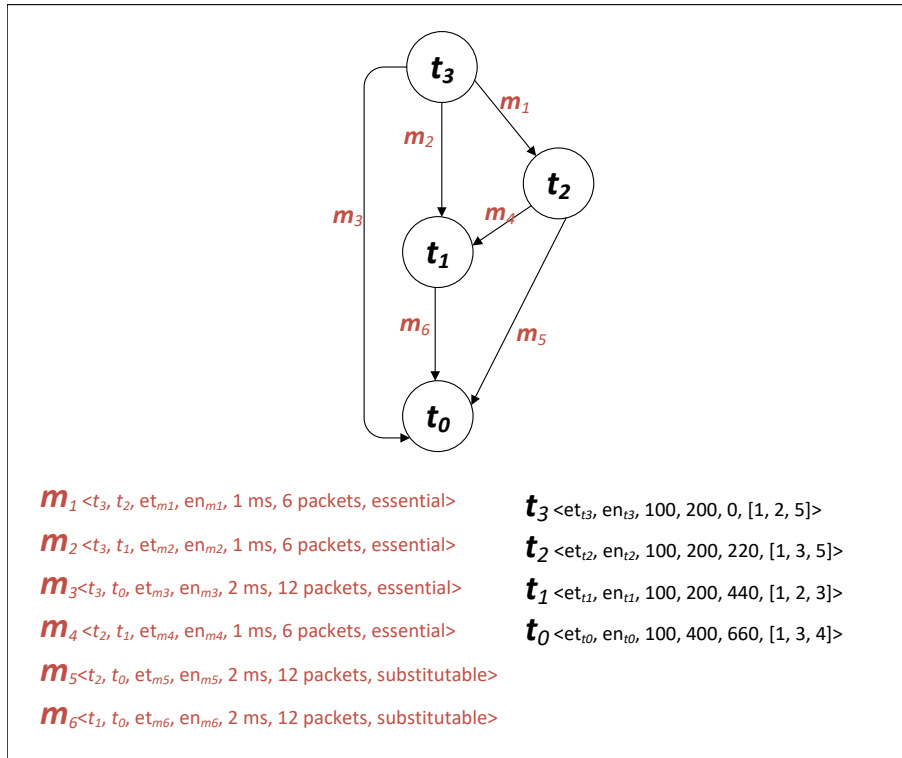 t3
m1
m2
t2
m3
m4
t1
m6
m5
t0
m1 <t3, t2, etm1, enm1, 1 ms, 6 packets, essential>
m2 <t3, t1, etm2, enm2, 1 ms, 6 packets, essential>
m3 <t3, t0, etm3, enm3, 2 ms, 12 packets, essential>
m4 <t2, t1, etm4, enm4, 1 ms, 6 packets, essential>
m5<t2, t0, etm5, enm5, 2 ms, 12 packets, substitutable>
m6<t1, t0, etm6, enm6, 2 ms, 12 packets, substitutable>
t3 <ett3, ent3, 100, 200, 0, [1, 2, 5]>
t2 <ett2, ent2, 100, 200, 220, [1, 3, 5]>
t1 <ett1, ent1, 100, 200, 440, [1, 2, 3]>
t0 <ett0, ent0, 100, 400, 660, [1, 3, 4]>